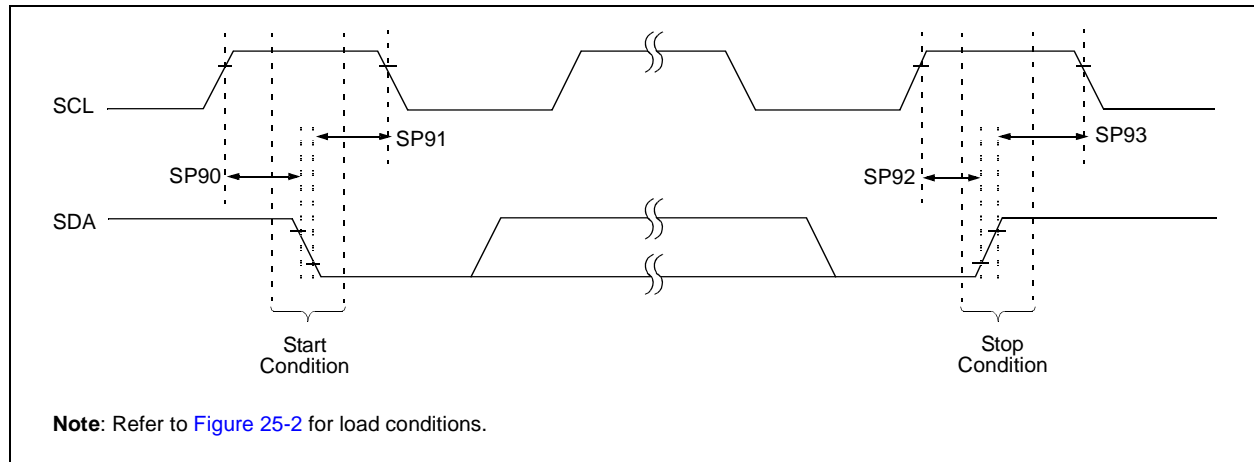 SCL
SP91
SP93
SP90
SP92
SDA
Start
Condition
Stop
Condition
Note: Refer to Figure 25-2 for load conditions.